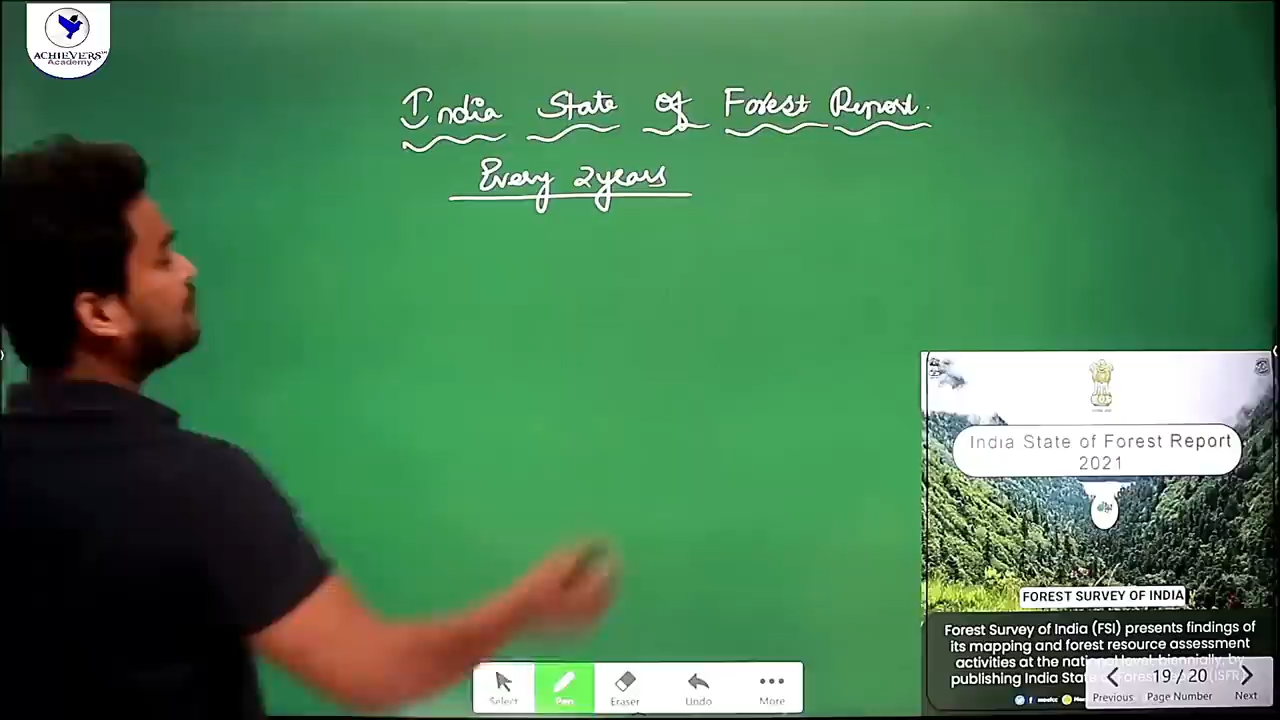 ACHIEVERS
Academy
India State Of Forest Report.
Every 2years
India State of Forest Report
2021
FOREST SURVEY OF INDIA
Forest Survey of India (FSI) presents findings of
its mapping and forest resource assessment
activities at the national level, biennially, by
publishing India State Forest (ISFR)
19 / 20
Previous Page Number Next
Select Pen Eraser Undo More